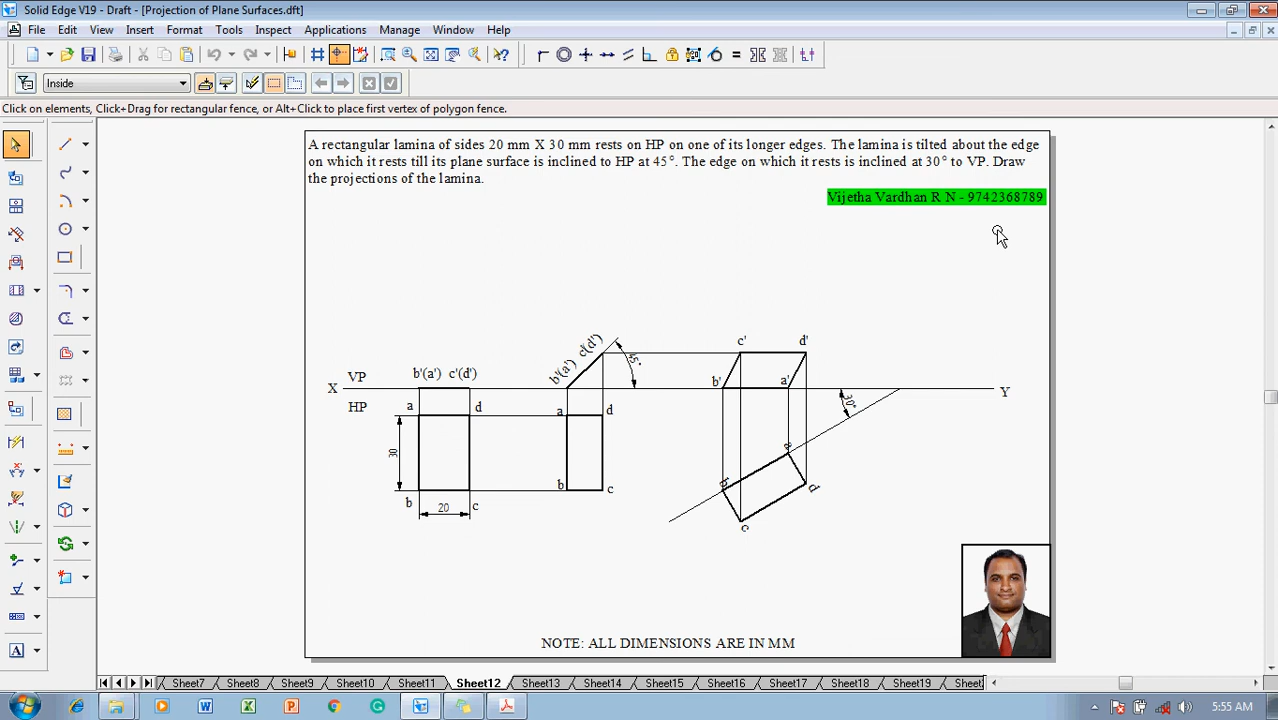 Solid Edge V19 - Draft - [Projection of Plane Surfaces.dft]
File Edit View Insert Format Tools Inspect Applications Manage Window Help
Inside
Click on elements, Click+Drag for rectangular fence, or Alt+Click to place first vertex of polygon fence.
A rectangular lamina of sides 20 mm X 30 mm rests on HP on one of its longer edges. The lamina is tilted about the edge
on which it rests till its plane surface is inclined to HP at 45°. The edge on which it rests is inclined at 30° to VP. Draw
the projections of the lamina.
Vijetha Vardhan R N - 9742368789
c' d'
b'(a') c'(d') 45°
VP
b'(a') c'(d')
b' a'
X Y
HP
30°
a d a d
a
30
b d
b c b c
20
c
NOTE: ALL DIMENSIONS ARE IN MM
Sheet7 Sheet8 Sheet9 Sheet10 Sheet11 Sheet12 Sheet13 Sheet14 Sheet15 Sheet16 Sheet17 Sheet18 Sheet19 Sheet
5:55 AM